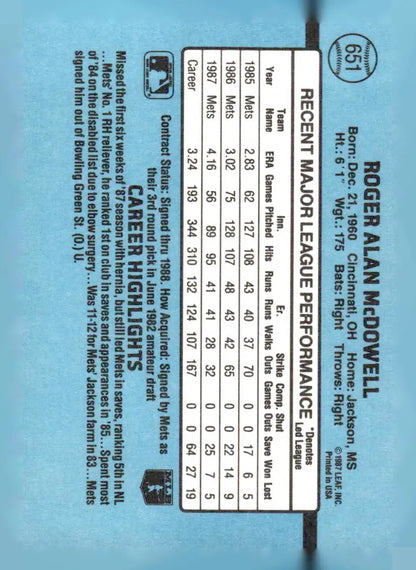 651
ROGER ALAN McDOWELL
Born: Dec. 21, 1960 Cincinnati, OH Home: Jackson, MS
Ht.: 6' 1" Wgt.: 175 Bats: Right Throws: Right
© 1987 LEAF, INC.
Printed in USA
RECENT MAJOR LEAGUE PERFORMANCE *Denotes Led League
Team Inn. Er. Striks Comp. Shut
Year Name ERA Games Pitched Hits Runs Runs Walks Outs Games Outs Save Won Lost
1985 Mets 2.83 62 127 108 43 40 37 70 0 0 17 6 5
1986 Mets 3.02 75 128 107 48 43 42 65 0 0 22 14 9
1987 Mets 4.16 56 89 95 41 41 28 32 0 0 25 7 5
Career 3.24 193 344 310 132 124 107 167 0 0 64 27 19
Contract Status: Signed thru 1988. How Acquired: Signed by Mets as
their 3rd round pick in June 1982 amateur draft
MLB
CAREER HIGHLIGHTS
Missed the first six weeks of '87 season with hernia, but still led Mets in saves, ranking 5th in NL
...Mets' No. 1 RH reliever, he ranked 1st on club in saves and appearances in '85... Spent most
of '84 on the disabled list due to elbow surgery... Was 11-12 for Mets' Jackson farm in 83... Mets
signed him out of Bowling Green St. (O.) U.